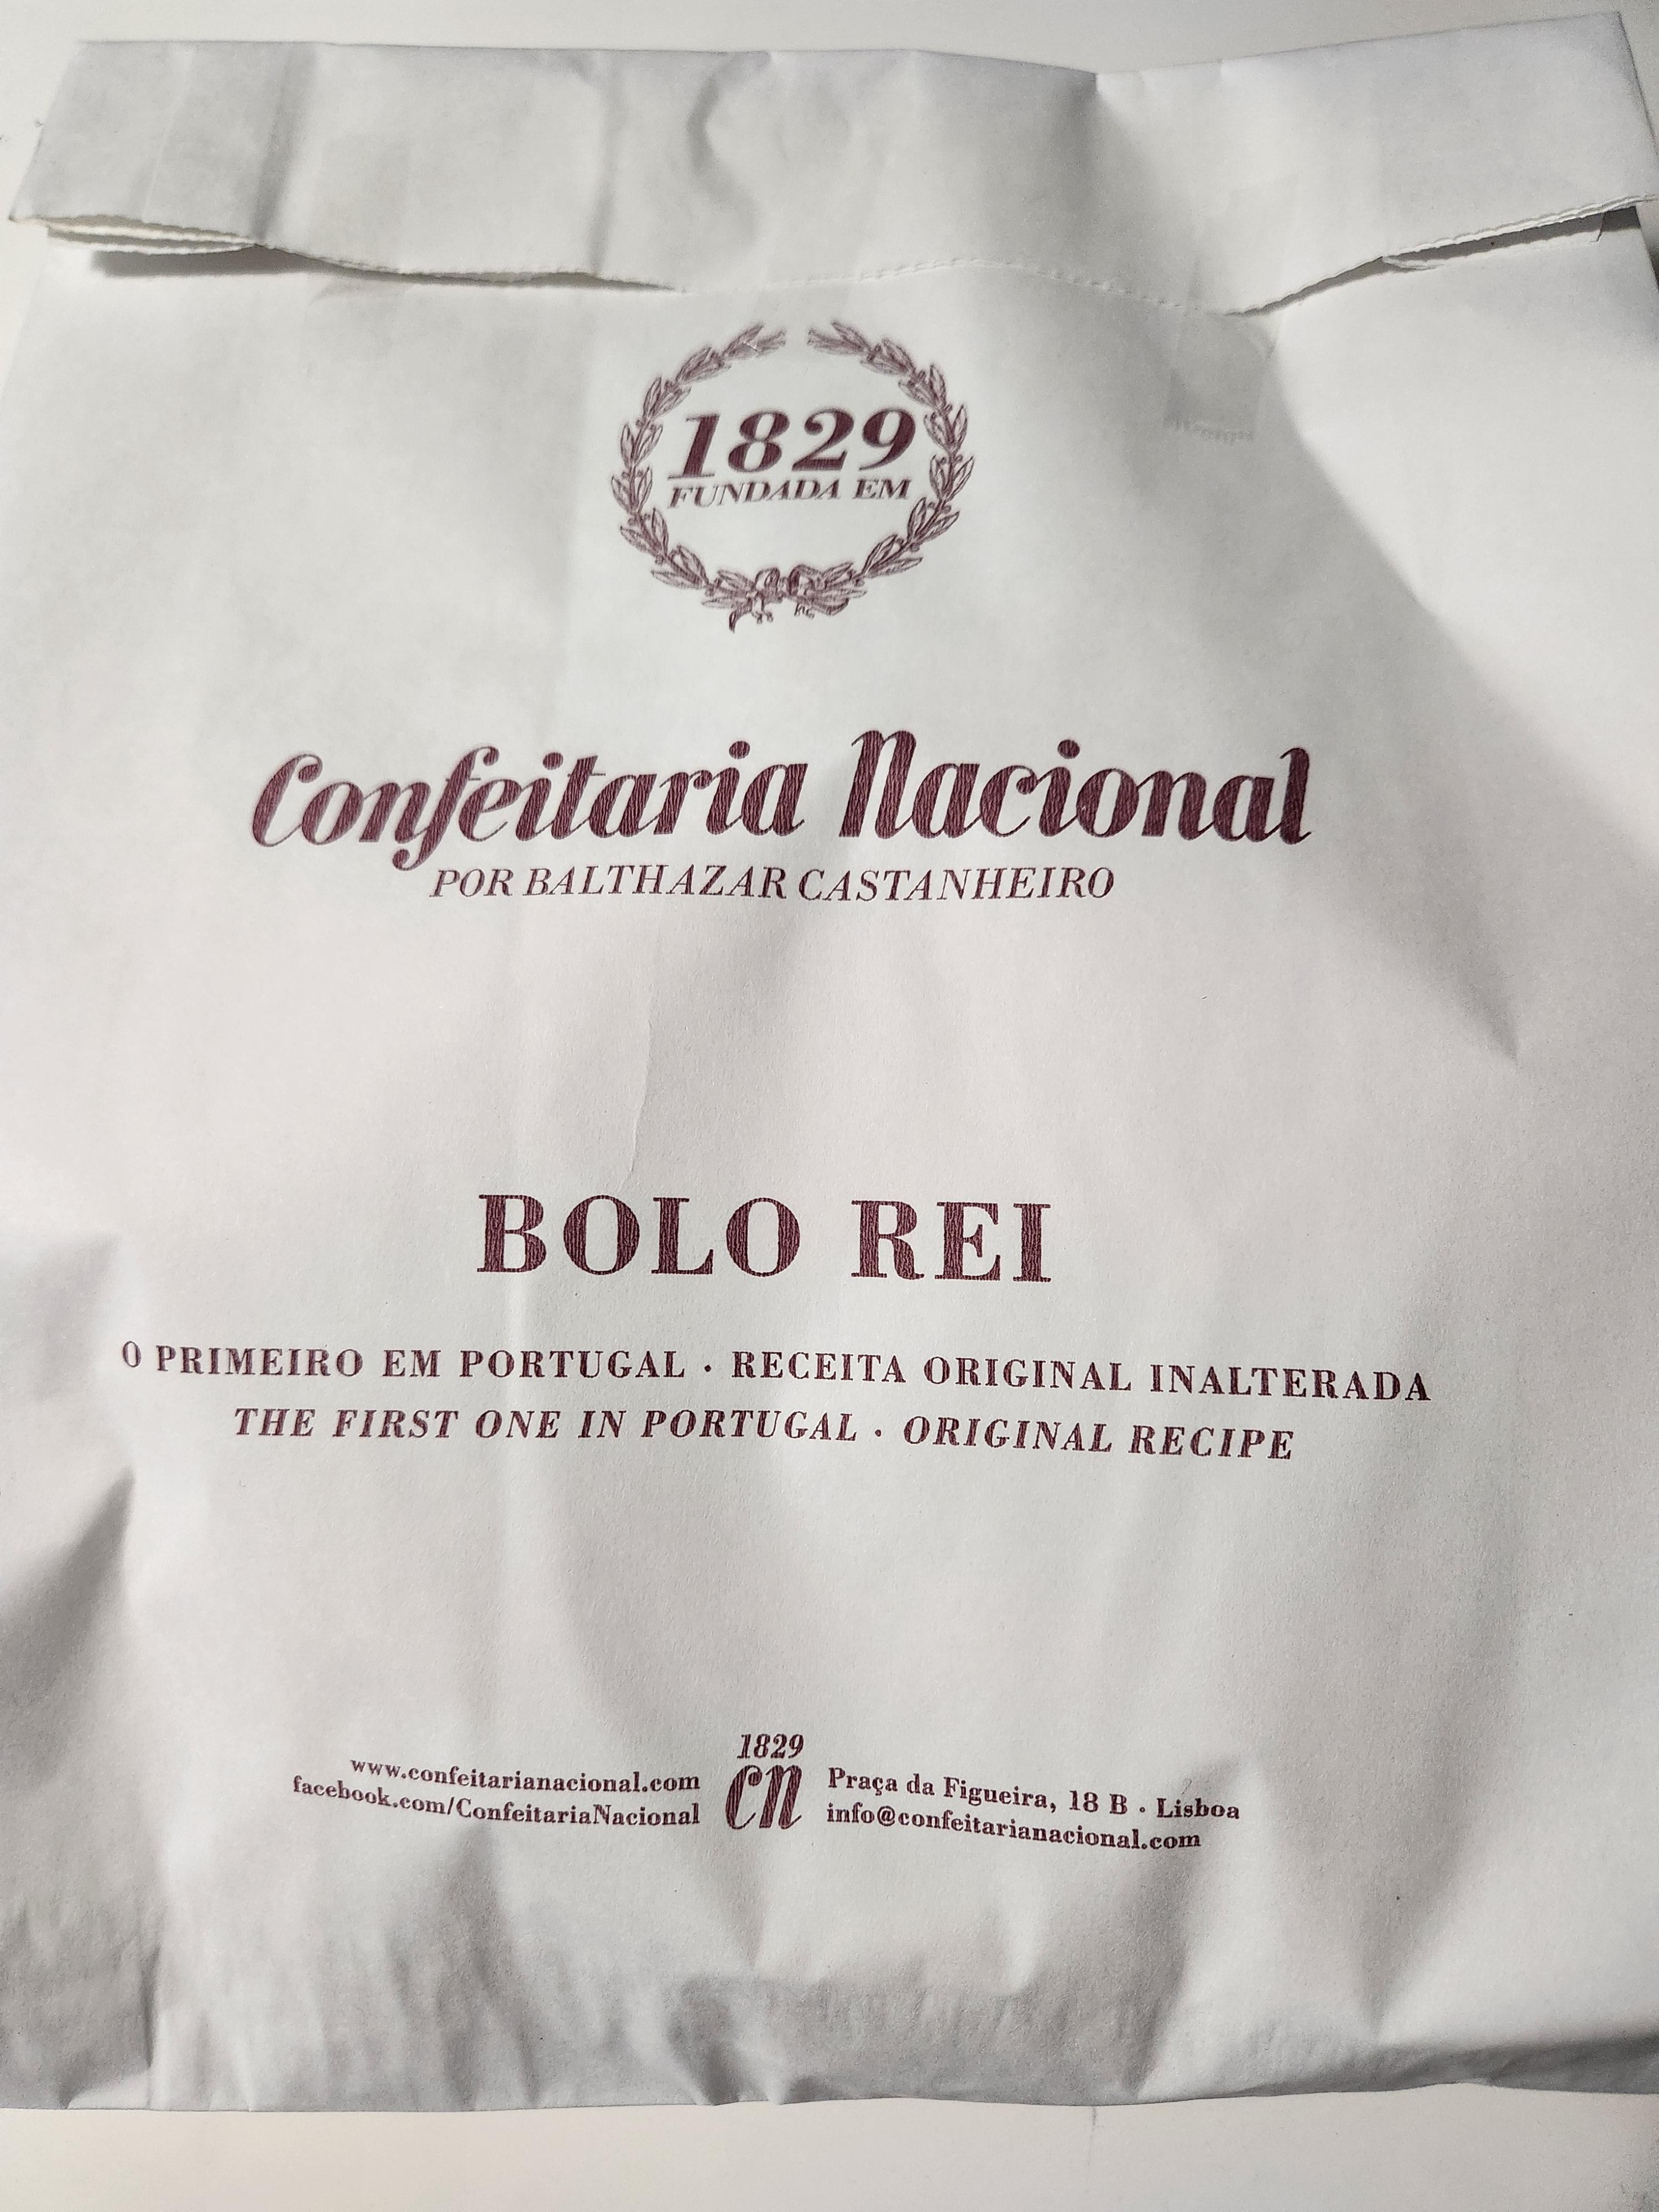 1829
FUNDADA EM
Confeitaria Nacional
POR BALTHAZAR CASTANHEIRO
BOLO REI
O PRIMEIRO EM PORTUGAL · RECEITA ORIGINAL INALTERADA
THE FIRST ONE IN PORTUGAL · ORIGINAL RECIPE
www.confeitarianacional.com
facebook.com/ConfeitariaNacional
1829
CN
Praça da Figueira, 18 B · Lisboa
info@confeitarianacional.com